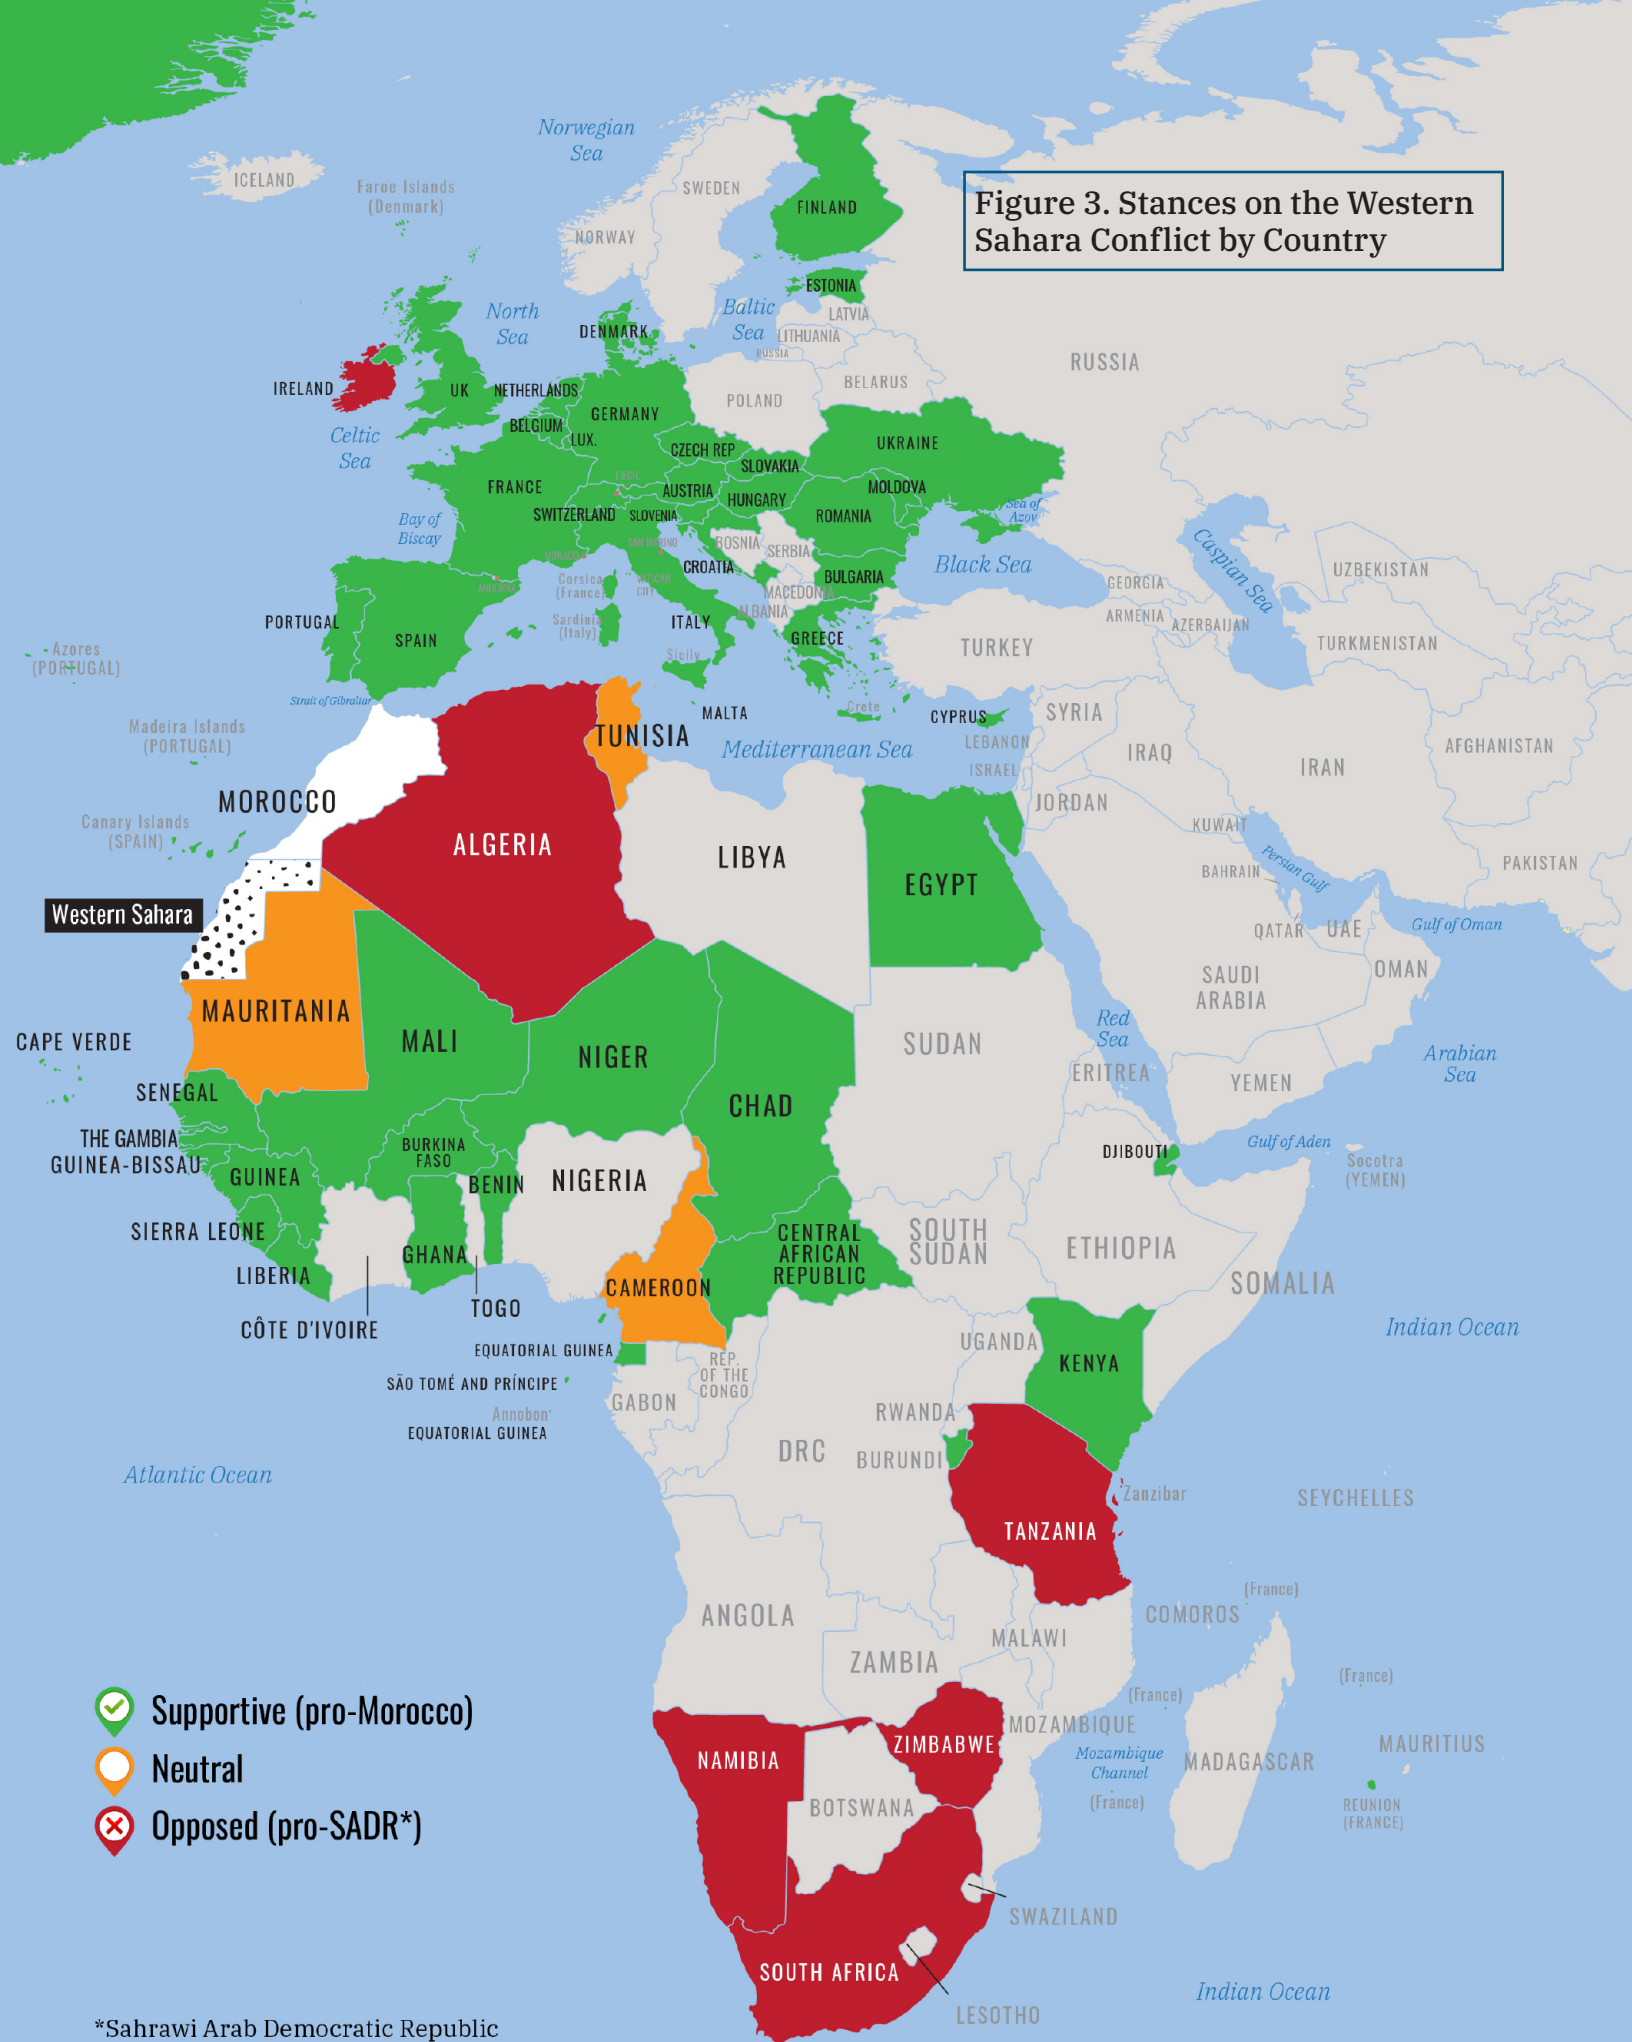 Norwegian
Sea
ICELAND
Faroe Islands
(Denmark)
SWEDEN
NORWAY
FINLAND
Figure 3. Stances on the Western
Sahara Conflict by Country
ESTONIA
LATVIA
LITHUANIA
RUSSIA
North
Sea
Baltic
Sea
DENMARK
RUSSIA
BELARUS
POLAND
IRELAND
UK
NETHERLANDS
GERMANY
BELGIUM
LUX.
Celtic
Sea
CZECH REP
UKRAINE
SLOVAKIA
FRANCE
AUSTRIA
HUNGARY
MOLDOVA
SWITZERLAND
SLOVENIA
ROMANIA
Sea of
Azov
Bay of
Biscay
SAN MARINO
BOSNIA
SERBIA
MONACO
CROATIA
BULGARIA
Black Sea
Caspian Sea
UZBEKISTAN
GEORGIA
ANDORRA
Corsica
(France)
VATICAN
CITY
MACEDONIA
ALBANIA
ARMENIA
AZERBAIJAN
TURKMENISTAN
PORTUGAL
SPAIN
Sardinia
(Italy)
ITALY
GREECE
TURKEY
Azores
(PORTUGAL)
Sicily
Strait of Gibraltar
MALTA
Crete
CYPRUS
SYRIA
Madeira Islands
(PORTUGAL)
TUNISIA
Mediterranean Sea
LEBANON
ISRAEL
IRAQ
IRAN
AFGHANISTAN
MOROCCO
JORDAN
Canary Islands
(SPAIN)
ALGERIA
LIBYA
EGYPT
KUWAIT
Persian Gulf
BAHRAIN
PAKISTAN
Western Sahara
QATAR
UAE
Gulf of Oman
SAUDI
ARABIA
OMAN
MAURITANIA
CAPE VERDE
MALI
NIGER
SUDAN
Red
Sea
Arabian
Sea
ERITREA
YEMEN
SENEGAL
CHAD
THE GAMBIA
GUINEA-BISSAU
BURKINA
FASO
DJIBOUTI
Gulf of Aden
Socotra
(YEMEN)
GUINEA
BENIN
NIGERIA
SIERRA LEONE
GHANA
CENTRAL
AFRICAN
REPUBLIC
SOUTH
SUDAN
ETHIOPIA
SOMALIA
LIBERIA
CAMEROON
TOGO
CÔTE D'IVOIRE
Indian Ocean
EQUATORIAL GUINEA
UGANDA
KENYA
REP.
OF THE
CONGO
SÃO TOMÉ AND PRÍNCIPE
GABON
Annobon
EQUATORIAL GUINEA
RWANDA
DRC
BURUNDI
Atlantic Ocean
Zanzibar
SEYCHELLES
TANZANIA
(France)
COMOROS
ANGOLA
MALAWI
ZAMBIA
(France)
(France)
Supportive (pro-Morocco)
Neutral
Opposed (pro-SADR*)
MOZAMBIQUE
NAMIBIA
ZIMBABWE
Mozambique
Channel
(France)
MADAGASCAR
MAURITIUS
BOTSWANA
REUNION
(FRANCE)
SWAZILAND
SOUTH AFRICA
LESOTHO
Indian Ocean
*Sahrawi Arab Democratic Republic